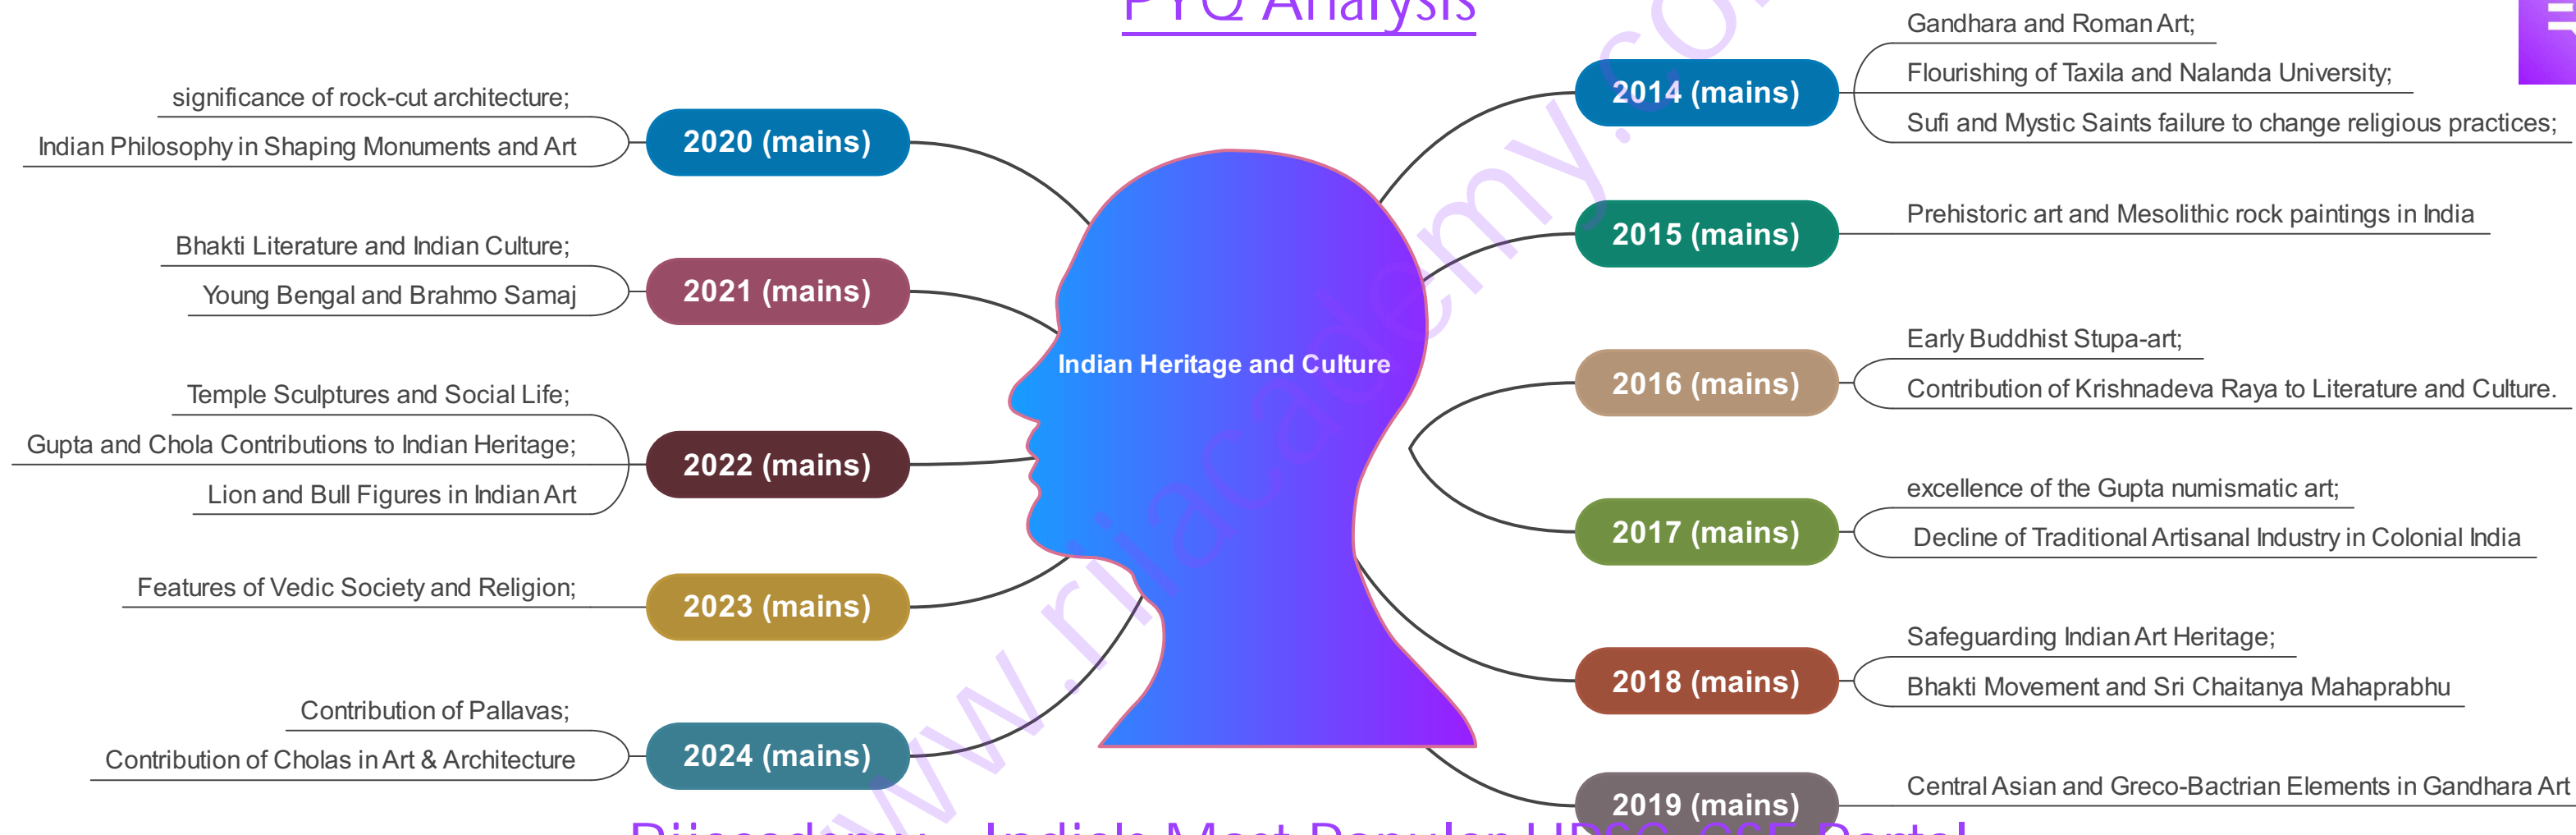 PYQ Analysis
2014 (mains)
Gandhara and Roman Art;
Flourishing of Taxila and Nalanda University;
Sufi and Mystic Saints failure to change religious practices;
2015 (mains)
Prehistoric art and Mesolithic rock paintings in India
2016 (mains)
Early Buddhist Stupa-art;
Contribution of Krishnadeva Raya to Literature and Culture.
2017 (mains)
excellence of the Gupta numismatic art;
Decline of Traditional Artisanal Industry in Colonial India
2018 (mains)
Safeguarding Indian Art Heritage;
Bhakti Movement and Sri Chaitanya Mahaprabhu
2019 (mains)
Central Asian and Greco-Bactrian Elements in Gandhara Art
Indian Heritage and Culture
2020 (mains)
significance of rock-cut architecture;
Indian Philosophy in Shaping Monuments and Art
2021 (mains)
Bhakti Literature and Indian Culture;
Young Bengal and Brahmo Samaj
2022 (mains)
Temple Sculptures and Social Life;
Gupta and Chola Contributions to Indian Heritage;
Lion and Bull Figures in Indian Art
2023 (mains)
Features of Vedic Society and Religion;
2024 (mains)
Contribution of Pallavas;
Contribution of Cholas in Art & Architecture
www.rijacademy.co
Most Popular UPSC CSE Portal